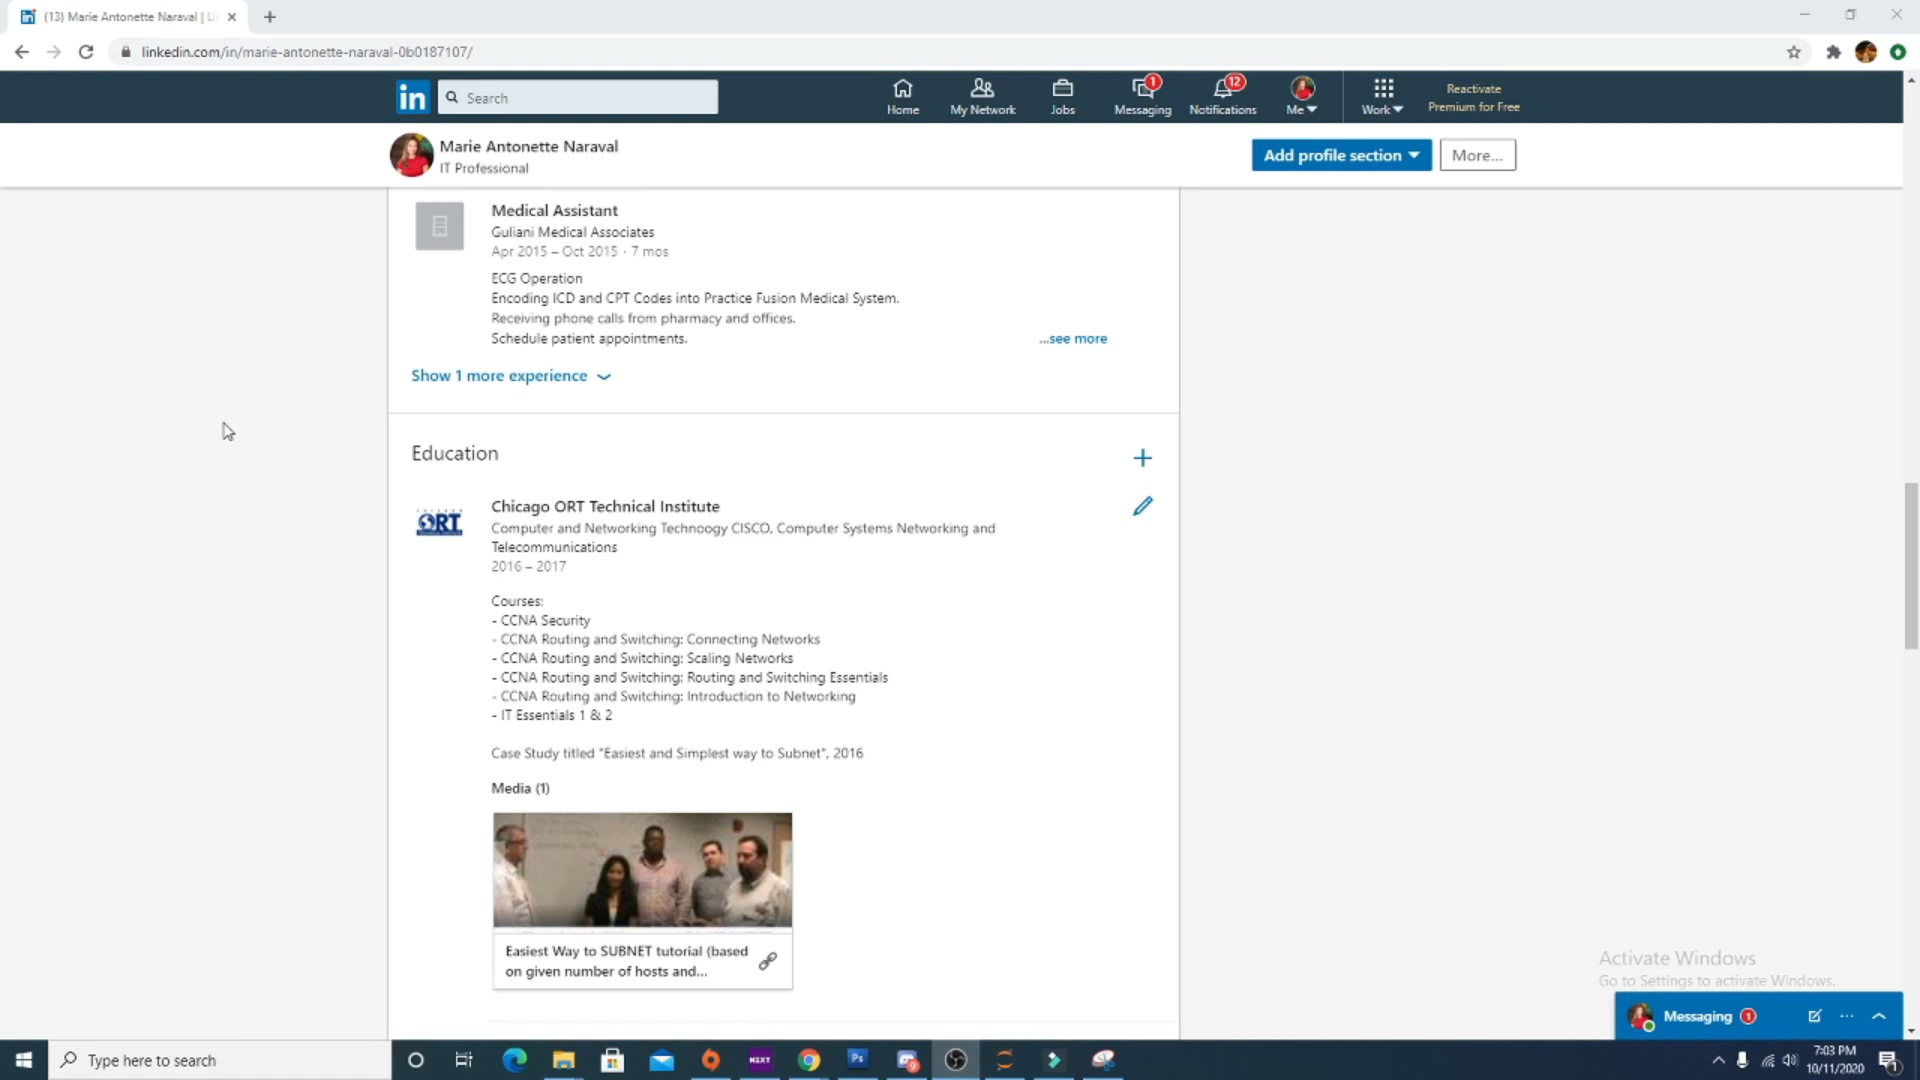 (13) Marie Antonette Naraval | Li
linkedin.com/in/marie-antonette-naraval-0b0187107/
in
Search
Home
My Network
Jobs
1
Messaging
12
Notifications
Me
Work
Reactivate
Premium for Free
Marie Antonette Naraval
IT Professional
Add profile section
More...
Medical Assistant
Guliani Medical Associates
Apr 2015 – Oct 2015 · 7 mos
ECG Operation
Encoding ICD and CPT Codes into Practice Fusion Medical System.
Receiving phone calls from pharmacy and offices.
Schedule patient appointments.
...see more
Show 1 more experience
Education
ORT
Chicago ORT Technical Institute
Computer and Networking Technoogy CISCO, Computer Systems Networking and
Telecommunications
2016 – 2017
Courses:
- CCNA Security
- CCNA Routing and Switching: Connecting Networks
- CCNA Routing and Switching: Scaling Networks
- CCNA Routing and Switching: Routing and Switching Essentials
- CCNA Routing and Switching: Introduction to Networking
- IT Essentials 1 & 2
Case Study titled "Easiest and Simplest way to Subnet", 2016
Media (1)
Easiest Way to SUBNET tutorial (based
on given number of hosts and...
Activate Windows
Go to Settings to activate Windows.
Messaging 1
Type here to search
NZXT
Ps
7:03 PM
10/11/2020
1